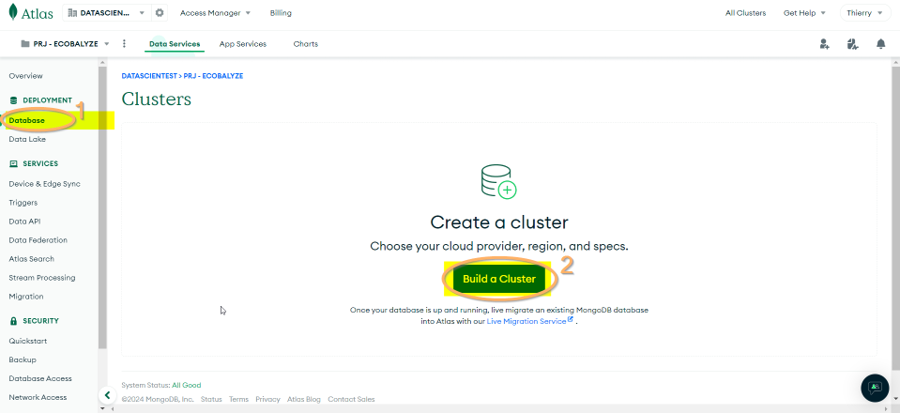 Atlas
DATASCIEN...
Access Manager
Billing
All Clusters
Get Help
Thierry
PRJ - ECOBALYZE
Data Services
App Services
Charts
Overview
DEPLOYMENT
Database
1
Data Lake
SERVICES
Device & Edge Sync
Triggers
Data API
Data Federation
Atlas Search
Stream Processing
Migration
SECURITY
Quickstart
Backup
Database Access
Network Access
DATASCIENTEST > PRJ - ECOBALYZE
Clusters
Create a cluster
Choose your cloud provider, region, and specs.
Build a Cluster
2
Once your database is up and running, live migrate an existing MongoDB database
into Atlas with our Live Migration Service .
System Status: All Good
©2024 MongoDB, Inc. Status Terms Privacy Atlas Blog Contact Sales